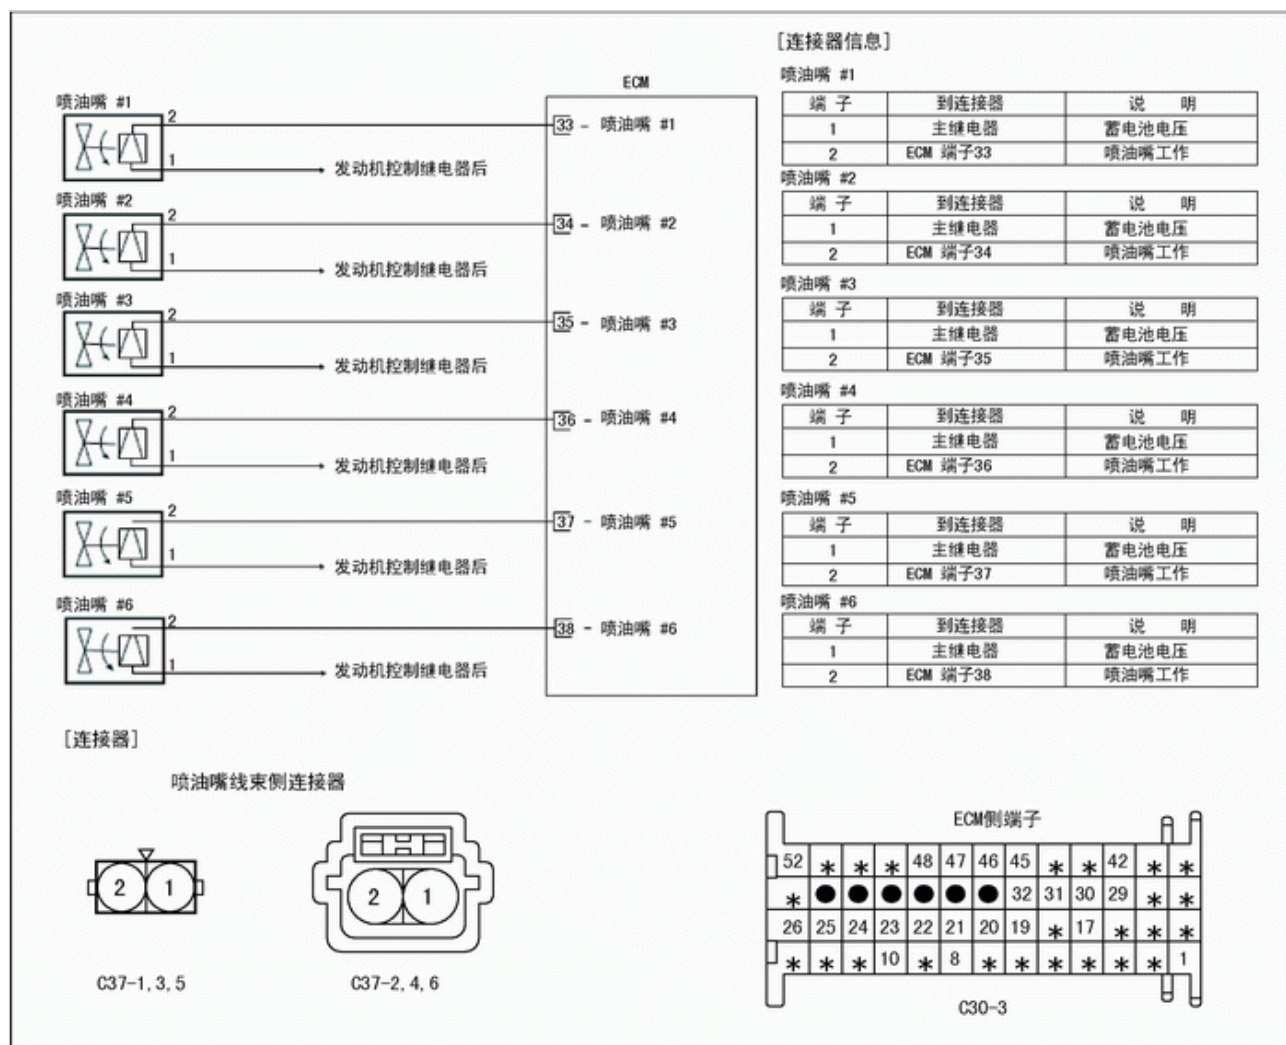 ECM
喷油嘴 #1
2
33 - 喷油嘴 #1
1
发动机控制继电器后
喷油嘴 #2
2
34 - 喷油嘴 #2
1
发动机控制继电器后
喷油嘴 #3
2
35 - 喷油嘴 #3
1
发动机控制继电器后
喷油嘴 #4
2
36 - 喷油嘴 #4
1
发动机控制继电器后
喷油嘴 #5
2
37 - 喷油嘴 #5
1
发动机控制继电器后
喷油嘴 #6
2
38 - 喷油嘴 #6
1
发动机控制继电器后
[连接器信息]
喷油嘴 #1
端 子 到连接器 说 明
1 主继电器 蓄电池电压
2 ECM 端子33 喷油嘴工作
喷油嘴 #2
端 子 到连接器 说 明
1 主继电器 蓄电池电压
2 ECM 端子34 喷油嘴工作
喷油嘴 #3
端 子 到连接器 说 明
1 主继电器 蓄电池电压
2 ECM 端子35 喷油嘴工作
喷油嘴 #4
端 子 到连接器 说 明
1 主继电器 蓄电池电压
2 ECM 端子36 喷油嘴工作
喷油嘴 #5
端 子 到连接器 说 明
1 主继电器 蓄电池电压
2 ECM 端子37 喷油嘴工作
喷油嘴 #6
端 子 到连接器 说 明
1 主继电器 蓄电池电压
2 ECM 端子38 喷油嘴工作
[连接器]
喷油嘴线束侧连接器
2 1
C37-1,3,5
2 1
C37-2,4,6
ECM侧端子
52 * * * 48 47 46 45 * * 42 * *
* ● ● ● ● ● ● 32 31 30 29 * *
26 25 24 23 22 21 20 19 * 17 * * *
* * * 10 * 8 * * * * * * 1
C30-3